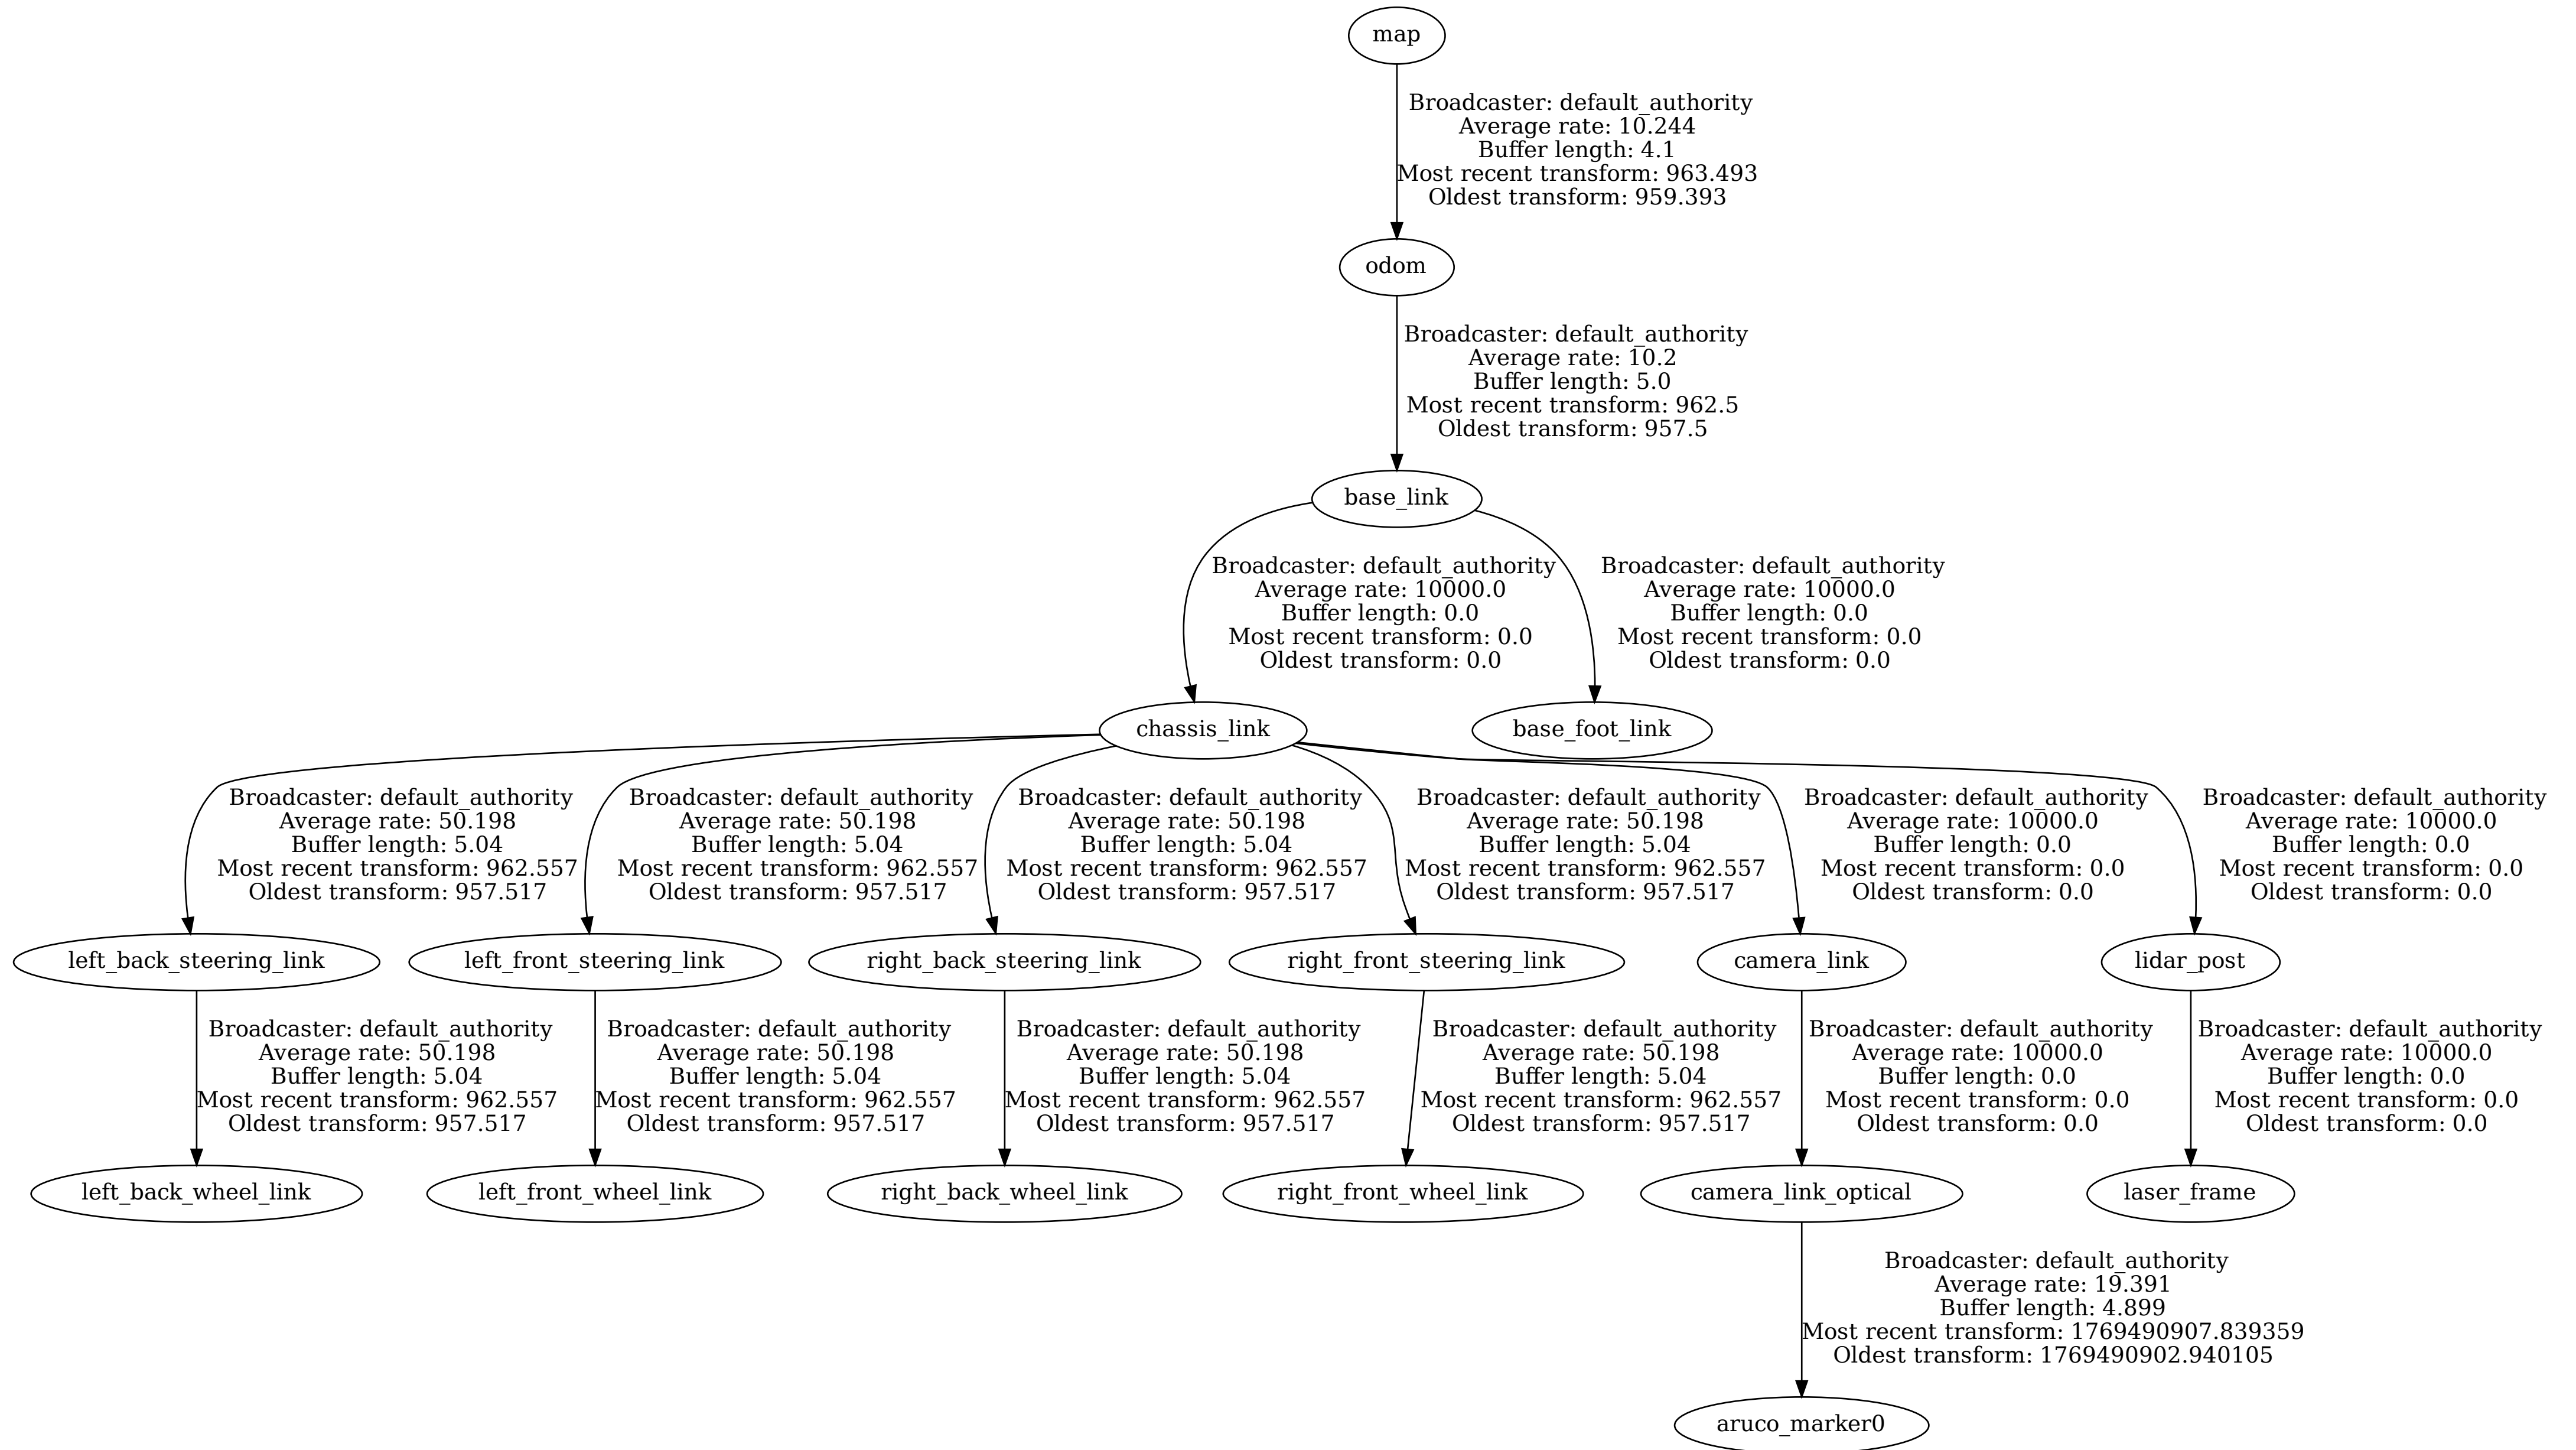 map
Broadcaster: default_authority
Average rate: 10.244
Buffer length: 4.1
Most recent transform: 963.493
Oldest transform: 959.393
odom
Broadcaster: default_authority
Average rate: 10.2
Buffer length: 5.0
Most recent transform: 962.5
Oldest transform: 957.5
base_link
Broadcaster: default_authority
Average rate: 10000.0
Buffer length: 0.0
Most recent transform: 0.0
Oldest transform: 0.0
Broadcaster: default_authority
Average rate: 10000.0
Buffer length: 0.0
Most recent transform: 0.0
Oldest transform: 0.0
chassis_link
base_foot_link
Broadcaster: default_authority
Average rate: 50.198
Buffer length: 5.04
Most recent transform: 962.557
Oldest transform: 957.517
Broadcaster: default_authority
Average rate: 50.198
Buffer length: 5.04
Most recent transform: 962.557
Oldest transform: 957.517
Broadcaster: default_authority
Average rate: 50.198
Buffer length: 5.04
Most recent transform: 962.557
Oldest transform: 957.517
Broadcaster: default_authority
Average rate: 50.198
Buffer length: 5.04
Most recent transform: 962.557
Oldest transform: 957.517
Broadcaster: default_authority
Average rate: 10000.0
Buffer length: 0.0
Most recent transform: 0.0
Oldest transform: 0.0
Broadcaster: default_authority
Average rate: 10000.0
Buffer length: 0.0
Most recent transform: 0.0
Oldest transform: 0.0
left_back_steering_link
left_front_steering_link
right_back_steering_link
right_front_steering_link
camera_link
lidar_post
Broadcaster: default_authority
Average rate: 50.198
Buffer length: 5.04
Most recent transform: 962.557
Oldest transform: 957.517
Broadcaster: default_authority
Average rate: 50.198
Buffer length: 5.04
Most recent transform: 962.557
Oldest transform: 957.517
Broadcaster: default_authority
Average rate: 50.198
Buffer length: 5.04
Most recent transform: 962.557
Oldest transform: 957.517
Broadcaster: default_authority
Average rate: 50.198
Buffer length: 5.04
Most recent transform: 962.557
Oldest transform: 957.517
Broadcaster: default_authority
Average rate: 10000.0
Buffer length: 0.0
Most recent transform: 0.0
Oldest transform: 0.0
Broadcaster: default_authority
Average rate: 10000.0
Buffer length: 0.0
Most recent transform: 0.0
Oldest transform: 0.0
left_back_wheel_link
left_front_wheel_link
right_back_wheel_link
right_front_wheel_link
camera_link_optical
laser_frame
Broadcaster: default_authority
Average rate: 19.391
Buffer length: 4.899
Most recent transform: 1769490907.839359
Oldest transform: 1769490902.940105
aruco_marker0